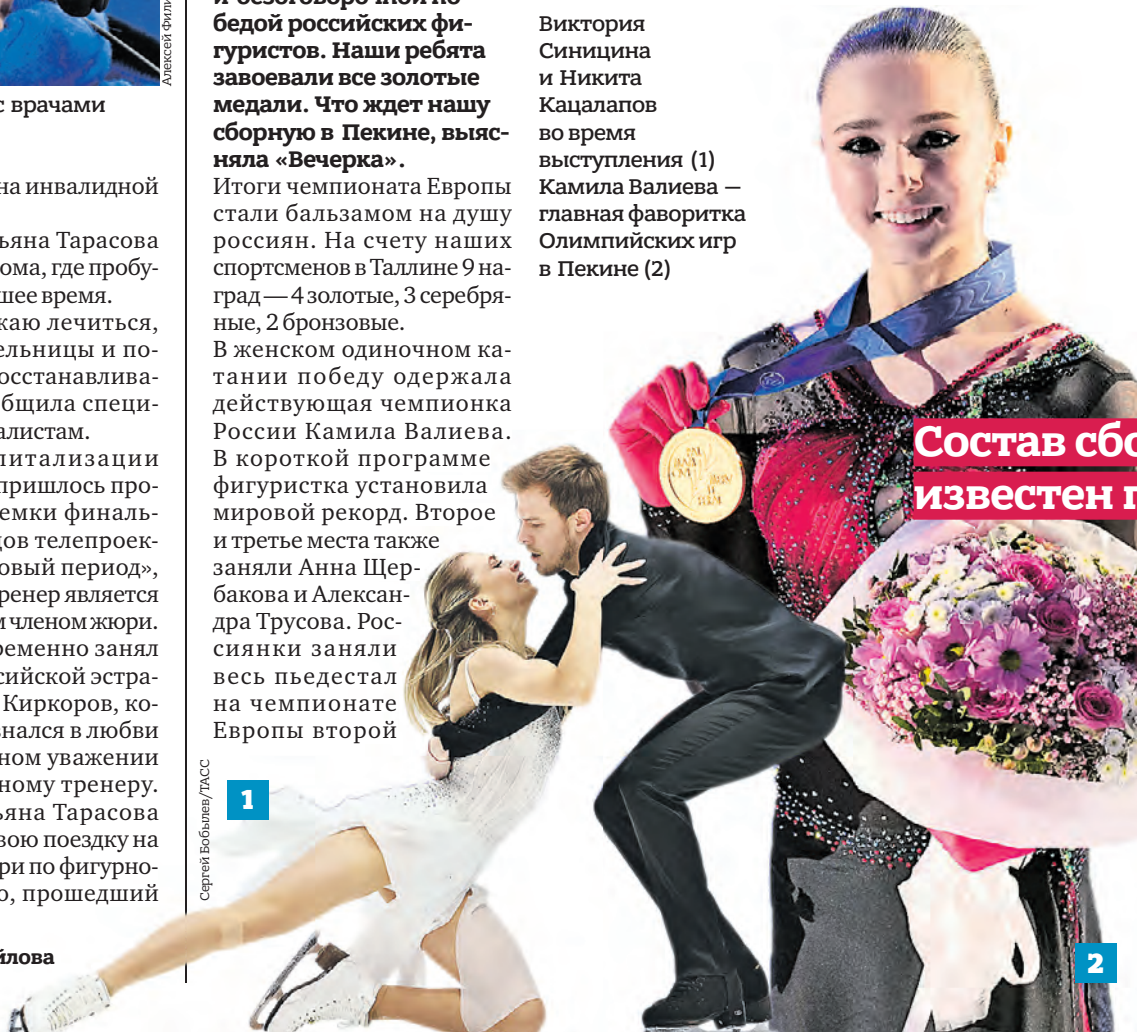 Алексей Фили
с врачами
на инвалидной
ьяна Тарасова
ома, где пробу-
шее время.
каю лечиться,
ельницы и по-
осстанавлива-
бщила специ-
алистам.
питализации
пришлось про-
емки финаль-
дов телепроек-
овый период»,
ренер является
м членом жюри.
ременно занял
сийской эстра-
Киркоров, ко-
знался в любви
ном уважении
ному тренеру.
ьяна Тарасова
вою поездку на
ри по фигурно-
о, прошедший
йлова
и безоговорочной по-
бедой российских фи-
гуристов. Наши ребята
завоевали все золотые
медали. Что ждет нашу
сборную в Пекине, выяс-
няла «Вечерка».
Итоги чемпионата Европы
стали бальзамом на душу
россиян. На счету наших
спортсменов в Таллине 9 на-
град — 4 золотые, 3 серебря-
ные, 2 бронзовые.
В женском одиночном ка-
тании победу одержала
действующая чемпионка
России Камила Валиева.
В короткой программе
фигуристка установила
мировой рекорд. Второе
и третье места также
заняли Анна Щер-
бакова и Алексан-
дра Трусова. Рос-
сиянки заняли
весь пьедестал
на чемпионате
Европы второй
Сергей Бобылев/ТАСС
1
Виктория
Синицина
и Никита
Кацалапов
во время
выступления (1)
Камила Валиева —
главная фаворитка
Олимпийских игр
в Пекине (2)
Состав сбо
известен п
2